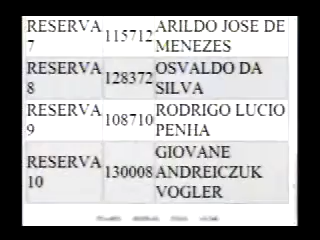 RESERVA 7 115712 ARILDO JOSE DE MENEZES
RESERVA 8 128372 OSVALDO DA SILVA
RESERVA 9 108710 RODRIGO LUCIO PENHA
RESERVA 10 130008 GIOVANE ANDREICZUK VOGLER